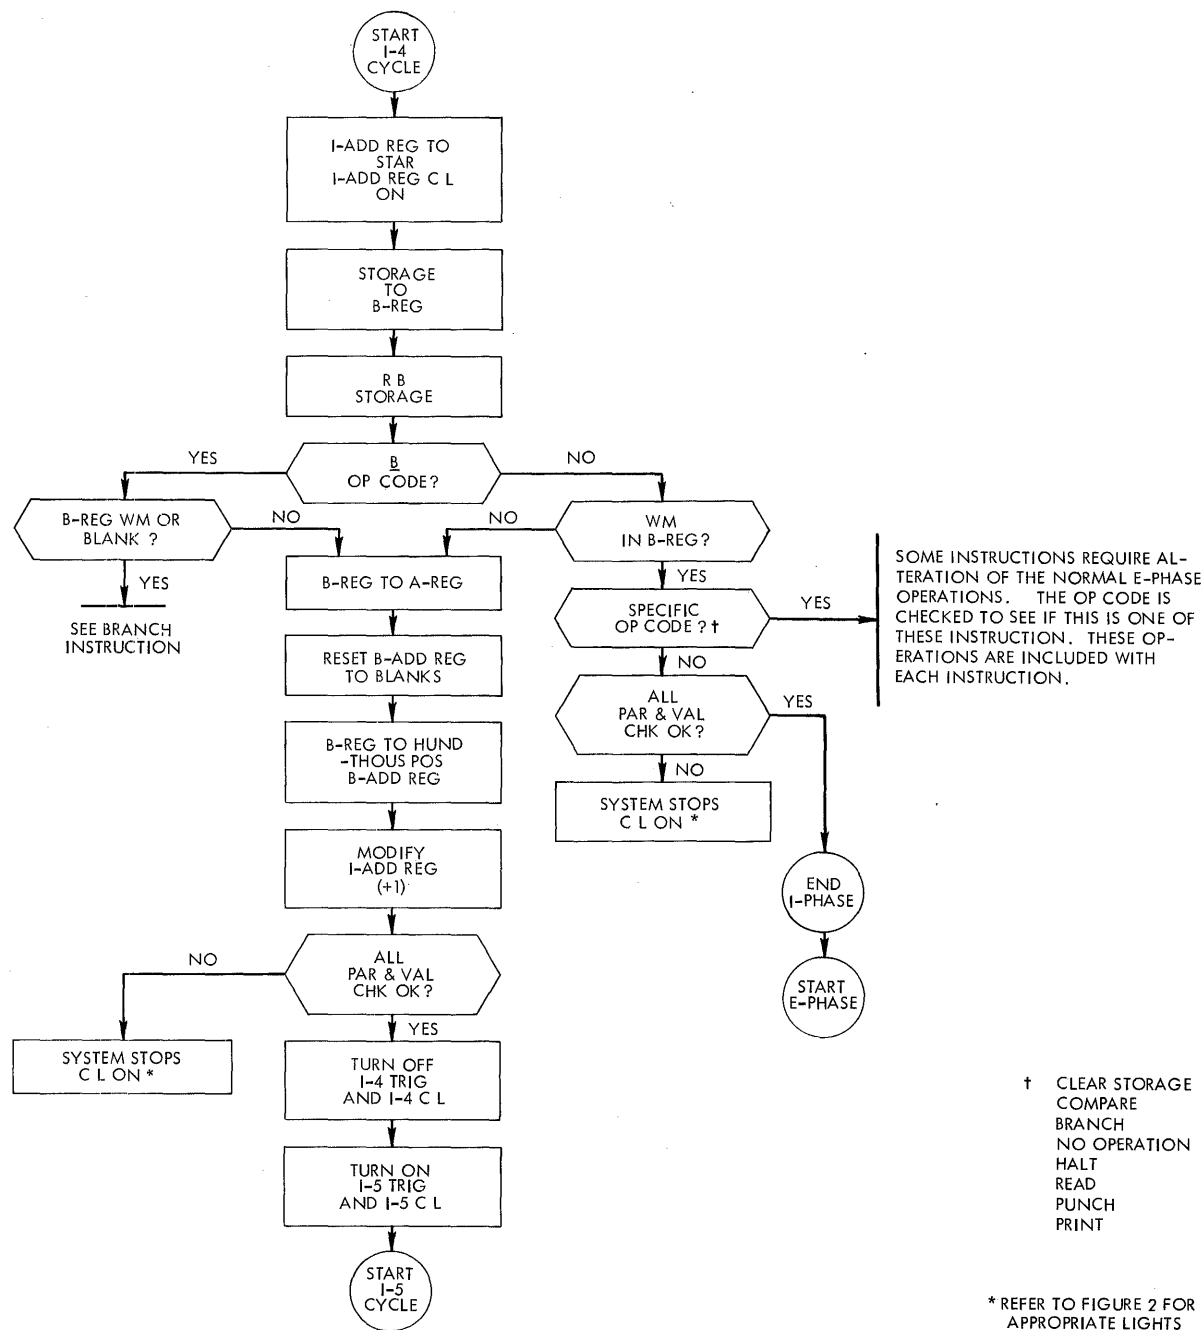 START
I-4
CYCLE
I-ADD REG TO
STAR
I-ADD REG C L
ON
STORAGE
TO
B-REG
R B
STORAGE
B
OP CODE?
YES
NO
B-REG WM OR
BLANK ?
NO
YES
SEE BRANCH
INSTRUCTION
WM
IN B-REG?
NO
YES
B-REG TO A-REG
SPECIFIC
OP CODE ?†
YES
NO
SOME INSTRUCTIONS REQUIRE AL-
TERATION OF THE NORMAL E-PHASE
OPERATIONS. THE OP CODE IS
CHECKED TO SEE IF THIS IS ONE OF
THESE INSTRUCTION. THESE OP-
ERATIONS ARE INCLUDED WITH
EACH INSTRUCTION.
RESET B-ADD REG
TO BLANKS
ALL
PAR & VAL
CHK OK?
YES
NO
B-REG TO HUND
-THOUS POS
B-ADD REG
SYSTEM STOPS
C L ON *
MODIFY
I-ADD REG
(+1)
END
I-PHASE
START
E-PHASE
ALL
PAR & VAL
CHK OK?
NO
YES
SYSTEM STOPS
C L ON *
TURN OFF
I-4 TRIG
AND I-4 C L
TURN ON
I-5 TRIG
AND I-5 C L
START
I-5
CYCLE
† CLEAR STORAGE
COMPARE
BRANCH
NO OPERATION
HALT
READ
PUNCH
PRINT
* REFER TO FIGURE 2 FOR
APPROPRIATE LIGHTS